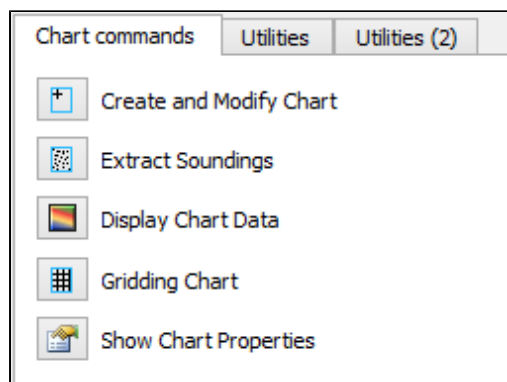 Chart commands Utilities Utilities (2)
Create and Modify Chart
Extract Soundings
Display Chart Data
Gridding Chart
Show Chart Properties